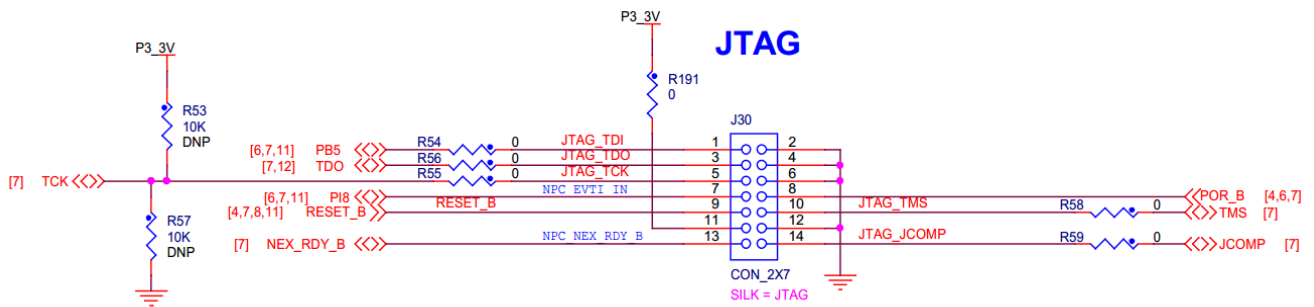 P3_3V
JTAG
P3_3V
R191
0
R53
10K
DNP
J30
[6,7,11] PB5 R54 0 JTAG_TDI 1 2
[7,12] TDO R56 0 JTAG_TDO 3 4
[7] TCK R55 0 JTAG_TCK 5 6
[6,7,11] PI8 NPC_EVTI_IN 7 8 POR_B [4,6,7]
[4,7,8,11] RESET_B RESET_B 9 10 JTAG_TMS R58 0 TMS [7]
11 12
[7] NEX_RDY_B NPC_NEX_RDY_B 13 14 JTAG_JCOMP R59 0 JCOMP [7]
R57
10K
DNP
CON_2X7
SILK = JTAG